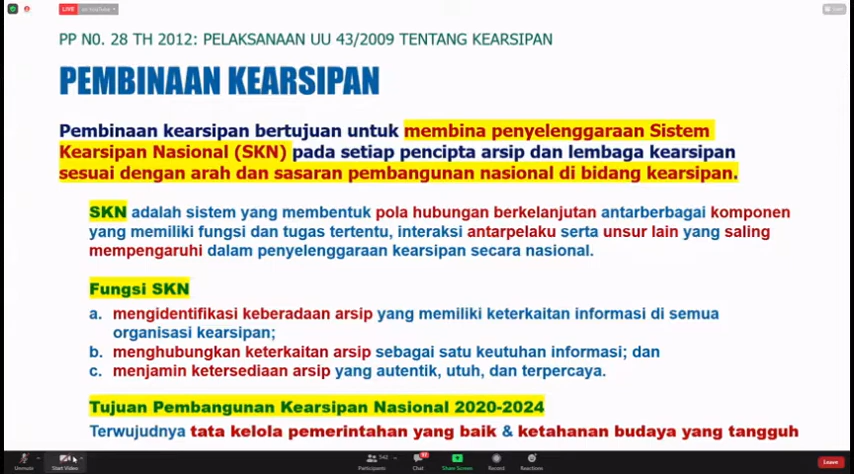 LIVE
PP N0. 28 TH 2012: PELAKSANAAN UU 43/2009 TENTANG KEARSIPAN
PEMBINAAN KEARSIPAN
Pembinaan kearsipan bertujuan untuk membina penyelenggaraan Sistem
Kearsipan Nasional (SKN) pada setiap pencipta arsip dan lembaga kearsipan
sesuai dengan arah dan sasaran pembangunan nasional di bidang kearsipan.
SKN adalah sistem yang membentuk pola hubungan berkelanjutan antarberbagai komponen
yang memiliki fungsi dan tugas tertentu, interaksi antarpelaku serta unsur lain yang saling
mempengaruhi dalam penyelenggaraan kearsipan secara nasional.
Fungsi SKN
a. mengidentifikasi keberadaan arsip yang memiliki keterkaitan informasi di semua
organisasi kearsipan;
b. menghubungkan keterkaitan arsip sebagai satu keutuhan informasi; dan
c. menjamin ketersediaan arsip yang autentik, utuh, dan terpercaya.
Tujuan Pembangunan Kearsipan Nasional 2020-2024
Terwujudnya tata kelola pemerintahan yang baik & ketahanan budaya yang tangguh
Unmute Start Video Participants Chat Share Screen Record Reactions Leave